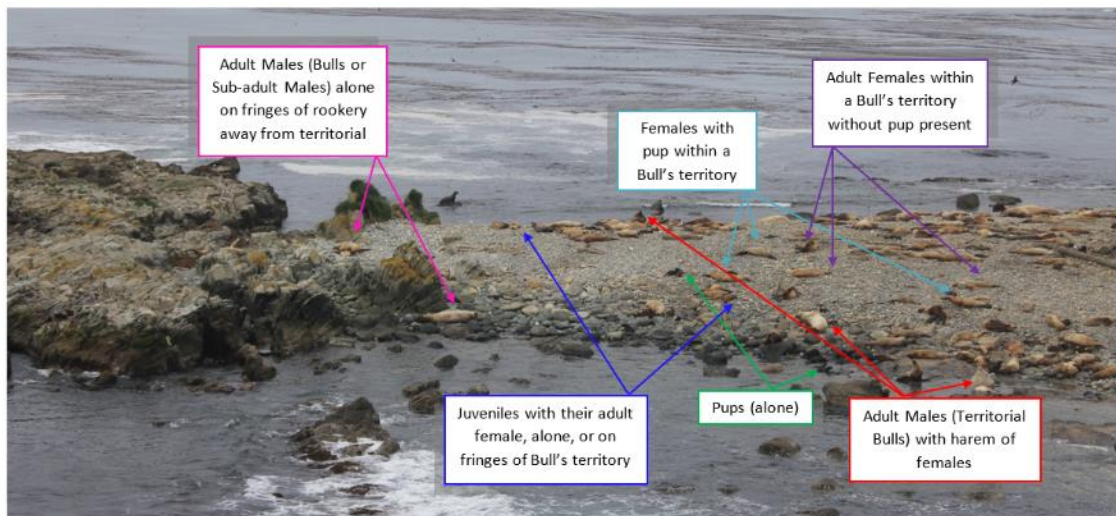 Adult Males (Bulls or
Sub-adult Males) alone
on fringes of rookery
away from territorial
Females with
pup within a
Bull's territory
Adult Females within
a Bull's territory
without pup present
Juveniles with their adult
female, alone, or on
fringes of Bull's territory
Pups (alone)
Adult Males (Territorial
Bulls) with harem of
females